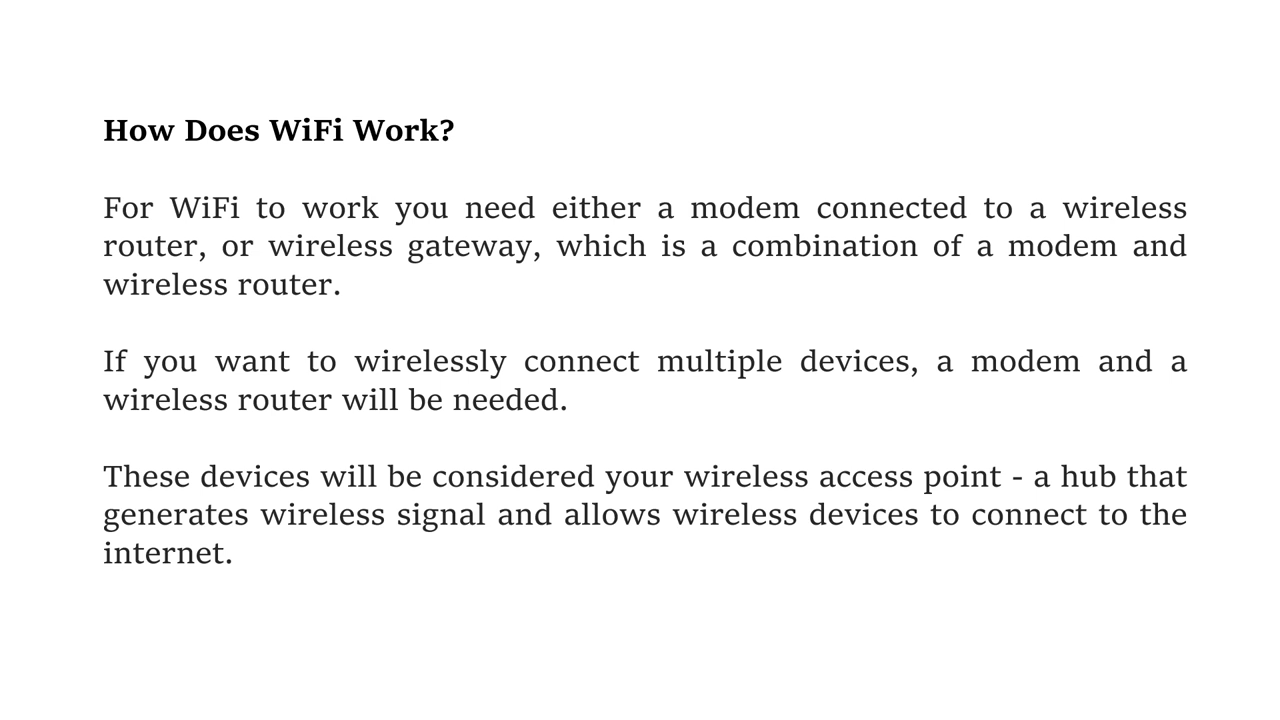 How Does WiFi Work?
For WiFi to work you need either a modem connected to a wireless
router, or wireless gateway, which is a combination of a modem and
wireless router.
If you want to wirelessly connect multiple devices, a modem and a
wireless router will be needed.
These devices will be considered your wireless access point - a hub that
generates wireless signal and allows wireless devices to connect to the
internet.